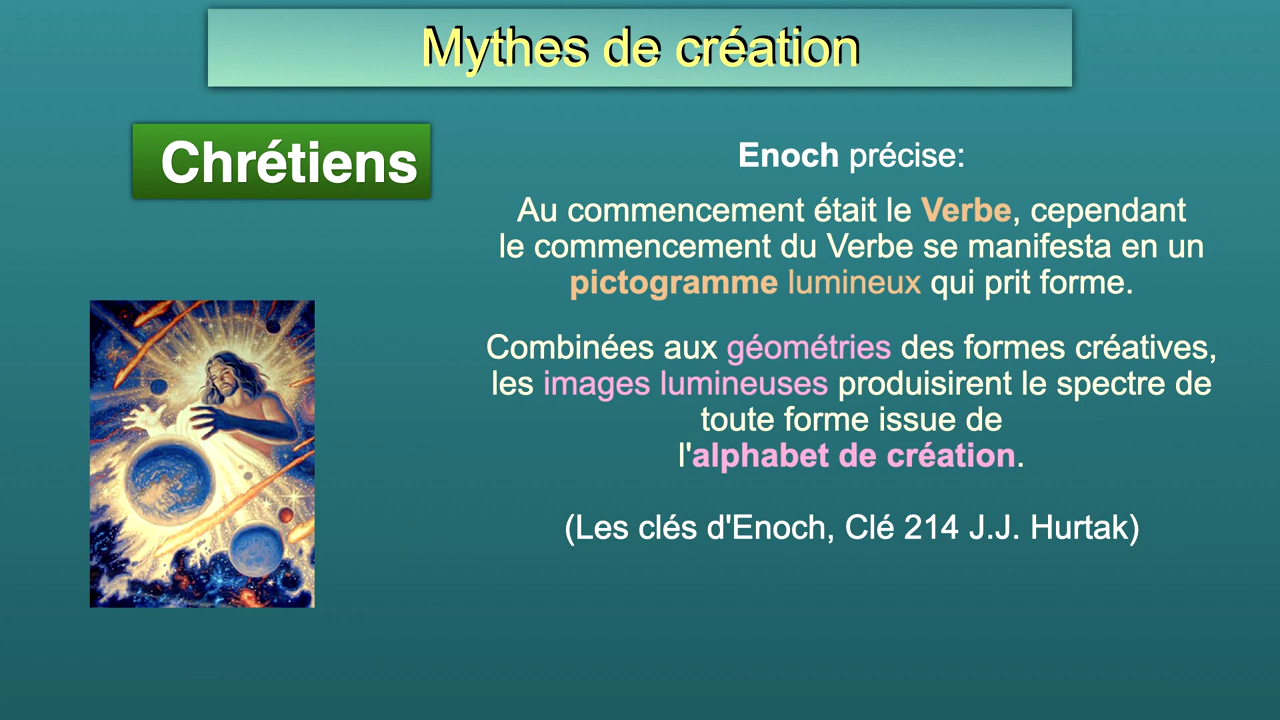 Mythes de création
Chrétiens
Enoch précise:
Au commencement était le Verbe, cependant
le commencement du Verbe se manifesta en un
pictogramme lumineux qui prit forme.
Combinées aux géométries des formes créatives,
les images lumineuses produisirent le spectre de
toute forme issue de
l'alphabet de création.
(Les clés d'Enoch, Clé 214 J.J. Hurtak)